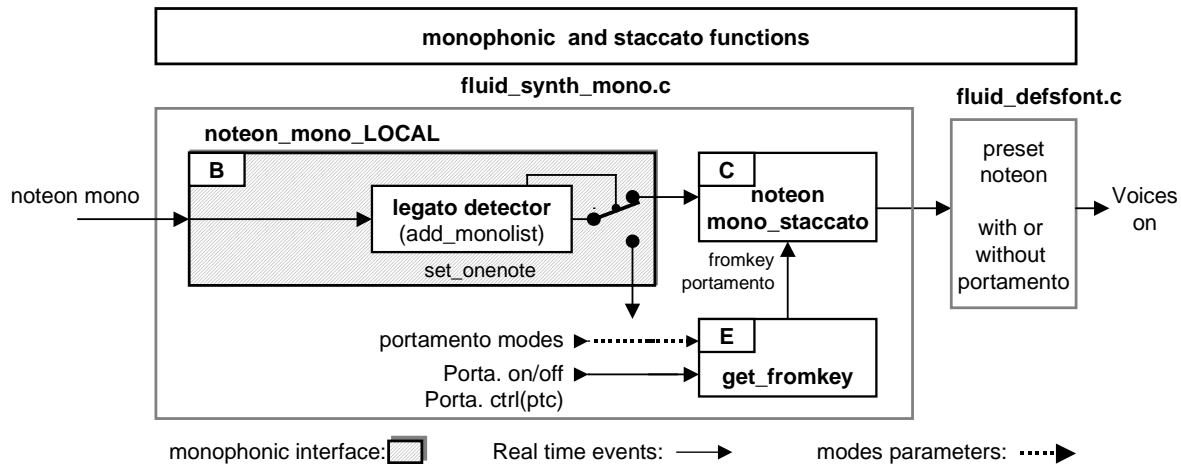 monophonic and staccato functions
fluid_synth_mono.c
fluid_defsfont.c
noteon_mono_LOCAL
B
noteon mono
legato detector
(add_monolist)
set_onenote
C
noteon
mono_staccato
fromkey
portamento
preset
noteon
with or
without
portamento
Voices
on
portamento modes
Porta. on/off
Porta. ctrl(ptc)
E
get_fromkey
monophonic interface:
Real time events:
modes parameters: